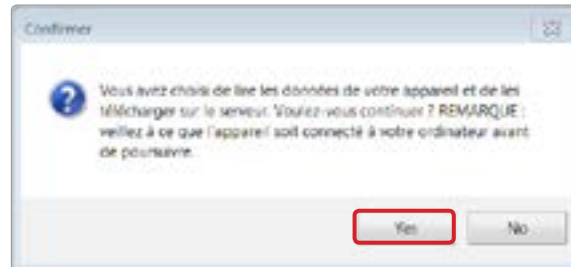 Confirmer
Vous avez choisi de lire les données de votre appareil et de les
télécharger sur le serveur. Voulez-vous continuer ? REMARQUE :
veillez à ce que l'appareil soit connecté à votre ordinateur avant
de poursuivre.
Yes
No